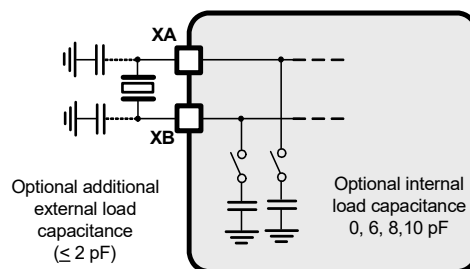 XA
XB
Optional additional
external load
capacitance
(≤ 2 pF)
Optional internal
load capacitance
0, 6, 8,10 pF